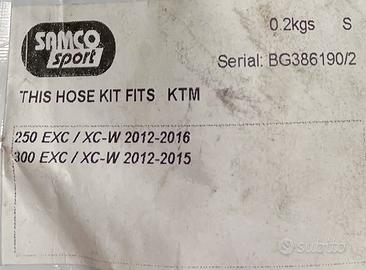 0.2kgs S
SAMCO
sport
Serial: BG386190/2
THIS HOSE KIT FITS KTM
250 EXC / XC-W 2012-2016
300 EXC / XC-W 2012-2015
subito